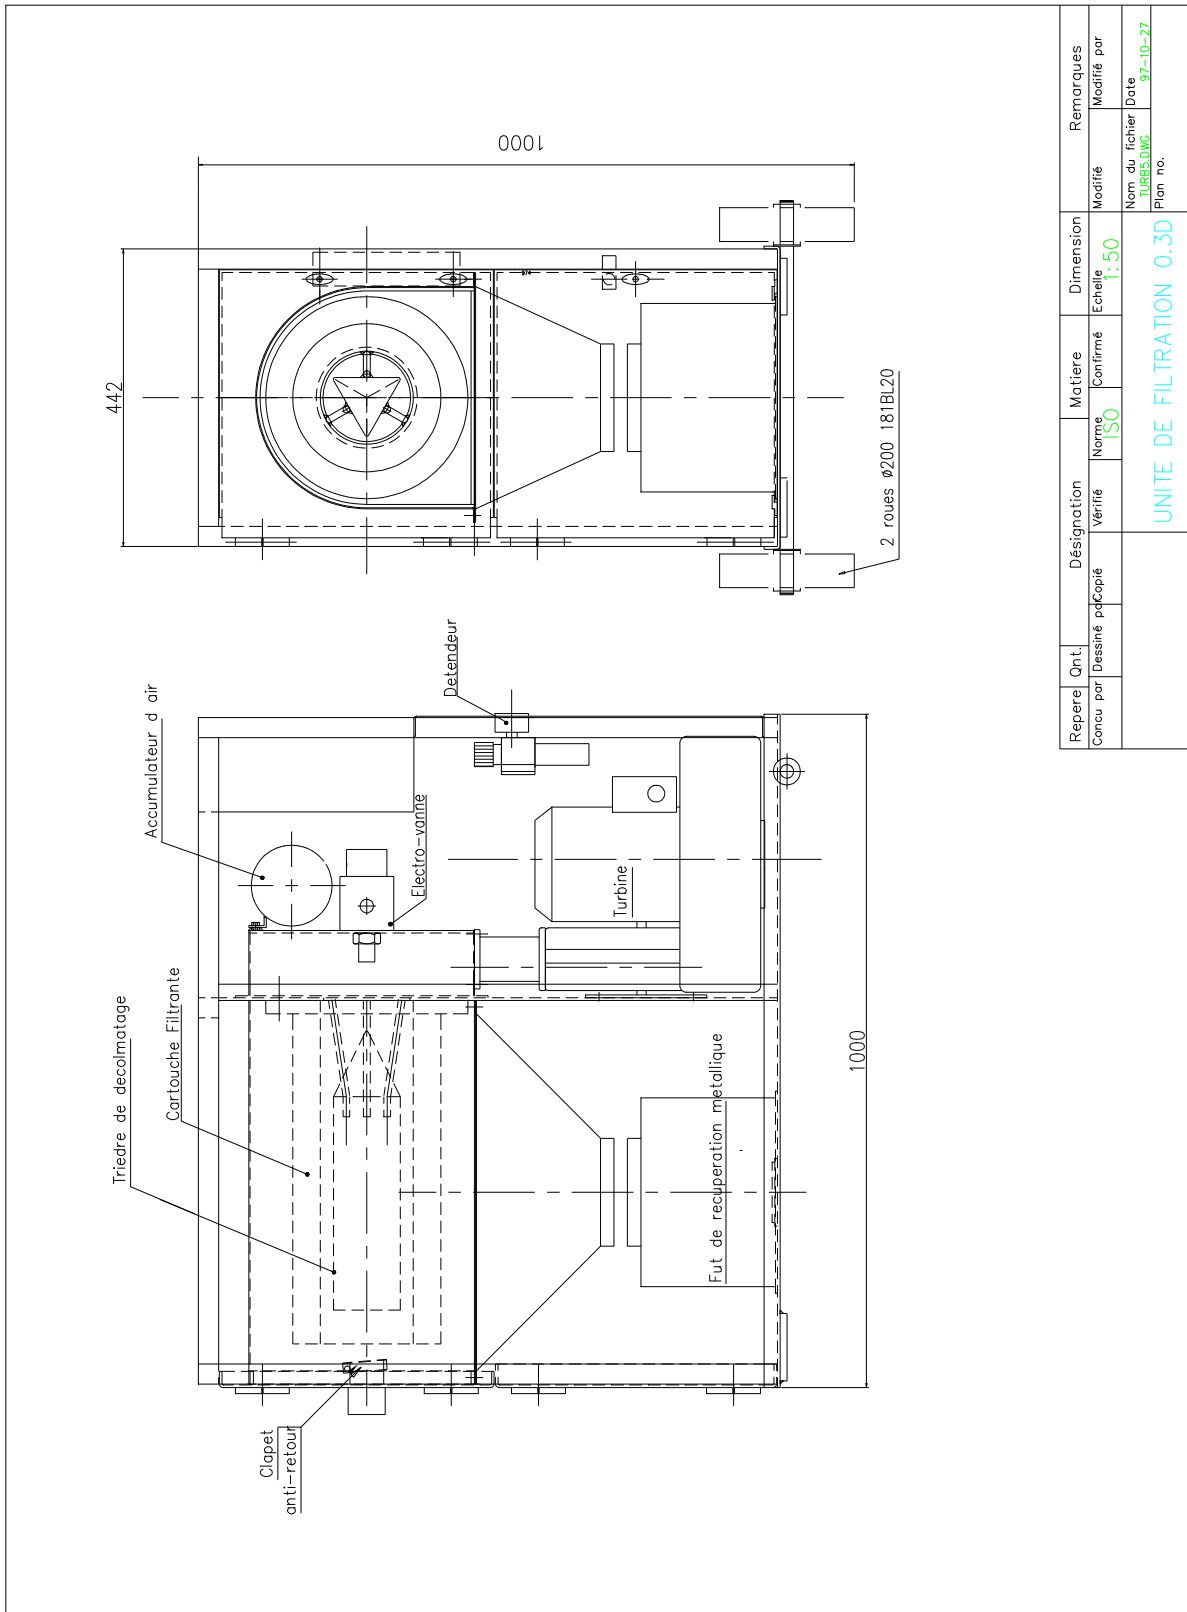 1000
442
2 roues ø200 181BL20
Detendeur
Accumulateur d air
Electro-vanne
Turbine
Cartouche Filtrante
Triedre de decolmatage
1000
Fut de recuperation metallique
Clapet
anti-retour
Repere
Qnt.
Désignation
Matiere
Dimension
Remarques
Concu par
Dessiné par
Copié
Vérifié
Norme
ISO
Confirmé
Echelle
1:50
Modifié
Modifié par
Nom du fichier
TURB5.DWG
Date
97-10-27
Plan no.
UNITE DE FILTRATION 0.3D